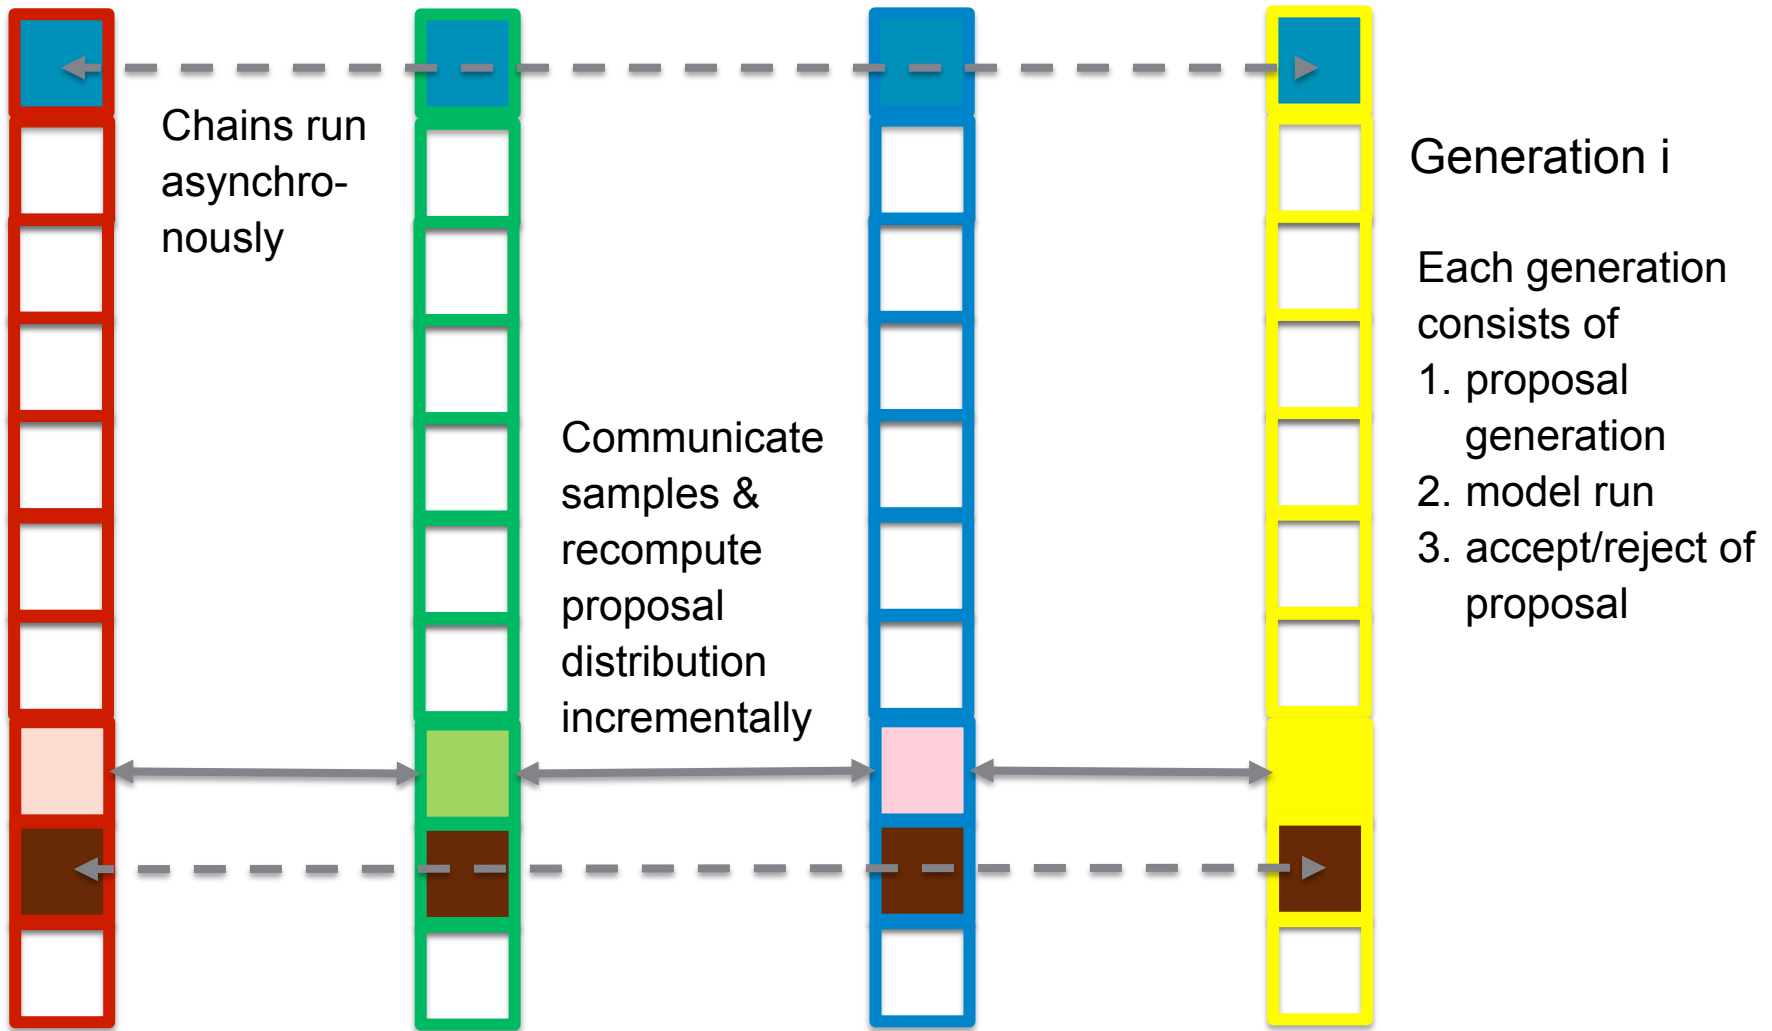 Chains run
asynchro-
nously
Communicate
samples &
recompute
proposal
distribution
incrementally
Generation i
Each generation
consists of
1. proposal
generation
2. model run
3. accept/reject of
proposal